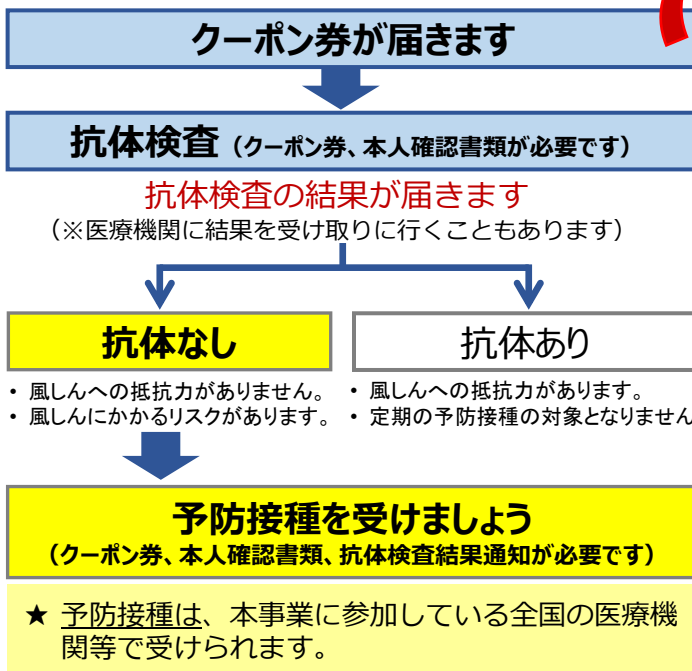 クーポン券が届きます
抗体検査（クーポン券、本人確認書類が必要です）
抗体検査の結果が届きます
（※医療機関に結果を受け取りに行くこともあります）
抗体なし
・ 風しんへの抵抗力がありません。
・ 風しんにかかるリスクがあります。
抗体あり
・ 風しんへの抵抗力があります。
・ 定期の予防接種の対象となりません
予防接種を受けましょう
（クーポン券、本人確認書類、抗体検査結果通知が必要です）
★ 予防接種は、本事業に参加している全国の医療機
関等で受けられます。